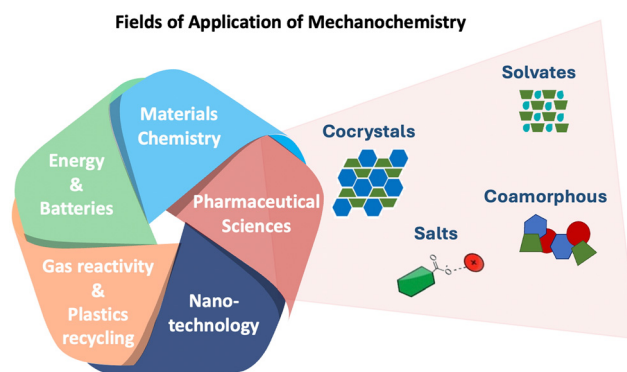 Fields of Application of Mechanochemistry
Materials
Chemistry
Energy
&
Batteries
Pharmaceutical
Sciences
Gas reactivity
&
Plastics
recycling
Nano-
technology
Solvates
Cocrystals
Coamorphous
Salts
O
O
-
+